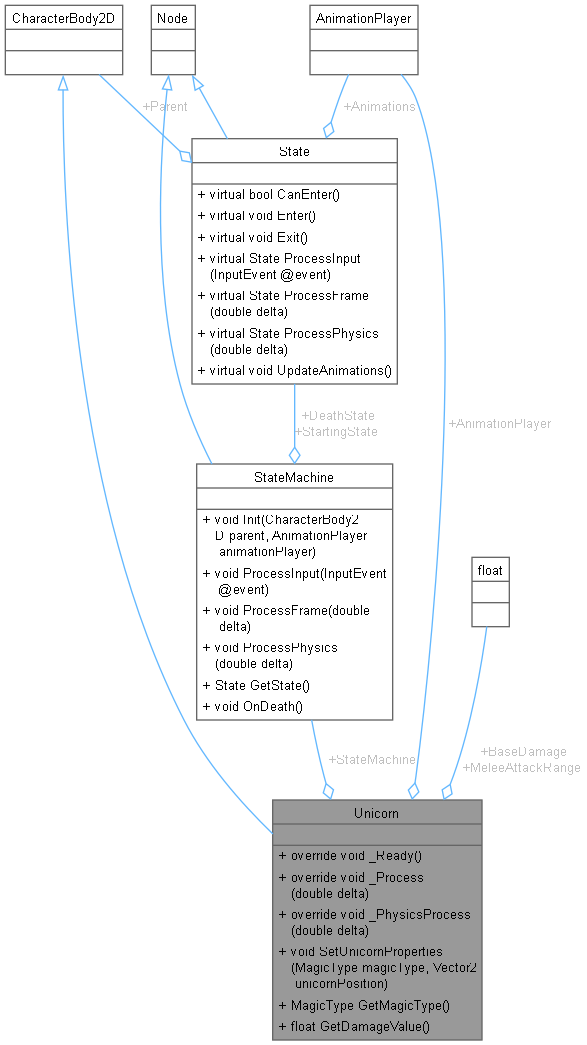 CharacterBody2D
Node
AnimationPlayer
+Parent
+Animations
State
+ virtual bool CanEnter()
+ virtual void Enter()
+ virtual void Exit()
+ virtual State ProcessInput
(InputEvent @event)
+ virtual State ProcessFrame
(double delta)
+ virtual State ProcessPhysics
(double delta)
+ virtual void UpdateAnimations()
+DeathState
+StartingState
+AnimationPlayer
StateMachine
+ void Init(CharacterBody2
D parent, AnimationPlayer
animationPlayer)
+ void ProcessInput(InputEvent
@event)
+ void ProcessFrame(double
delta)
+ void ProcessPhysics
(double delta)
+ State GetState()
+ void OnDeath()
float
+StateMachine
+BaseDamage
+MeleeAttackRange
Unicorn
+ override void _Ready()
+ override void _Process
(double delta)
+ override void _PhysicsProcess
(double delta)
+ void SetUnicornProperties
(MagicType magicType, Vector2
unicornPosition)
+ MagicType GetMagicType()
+ float GetDamageValue()